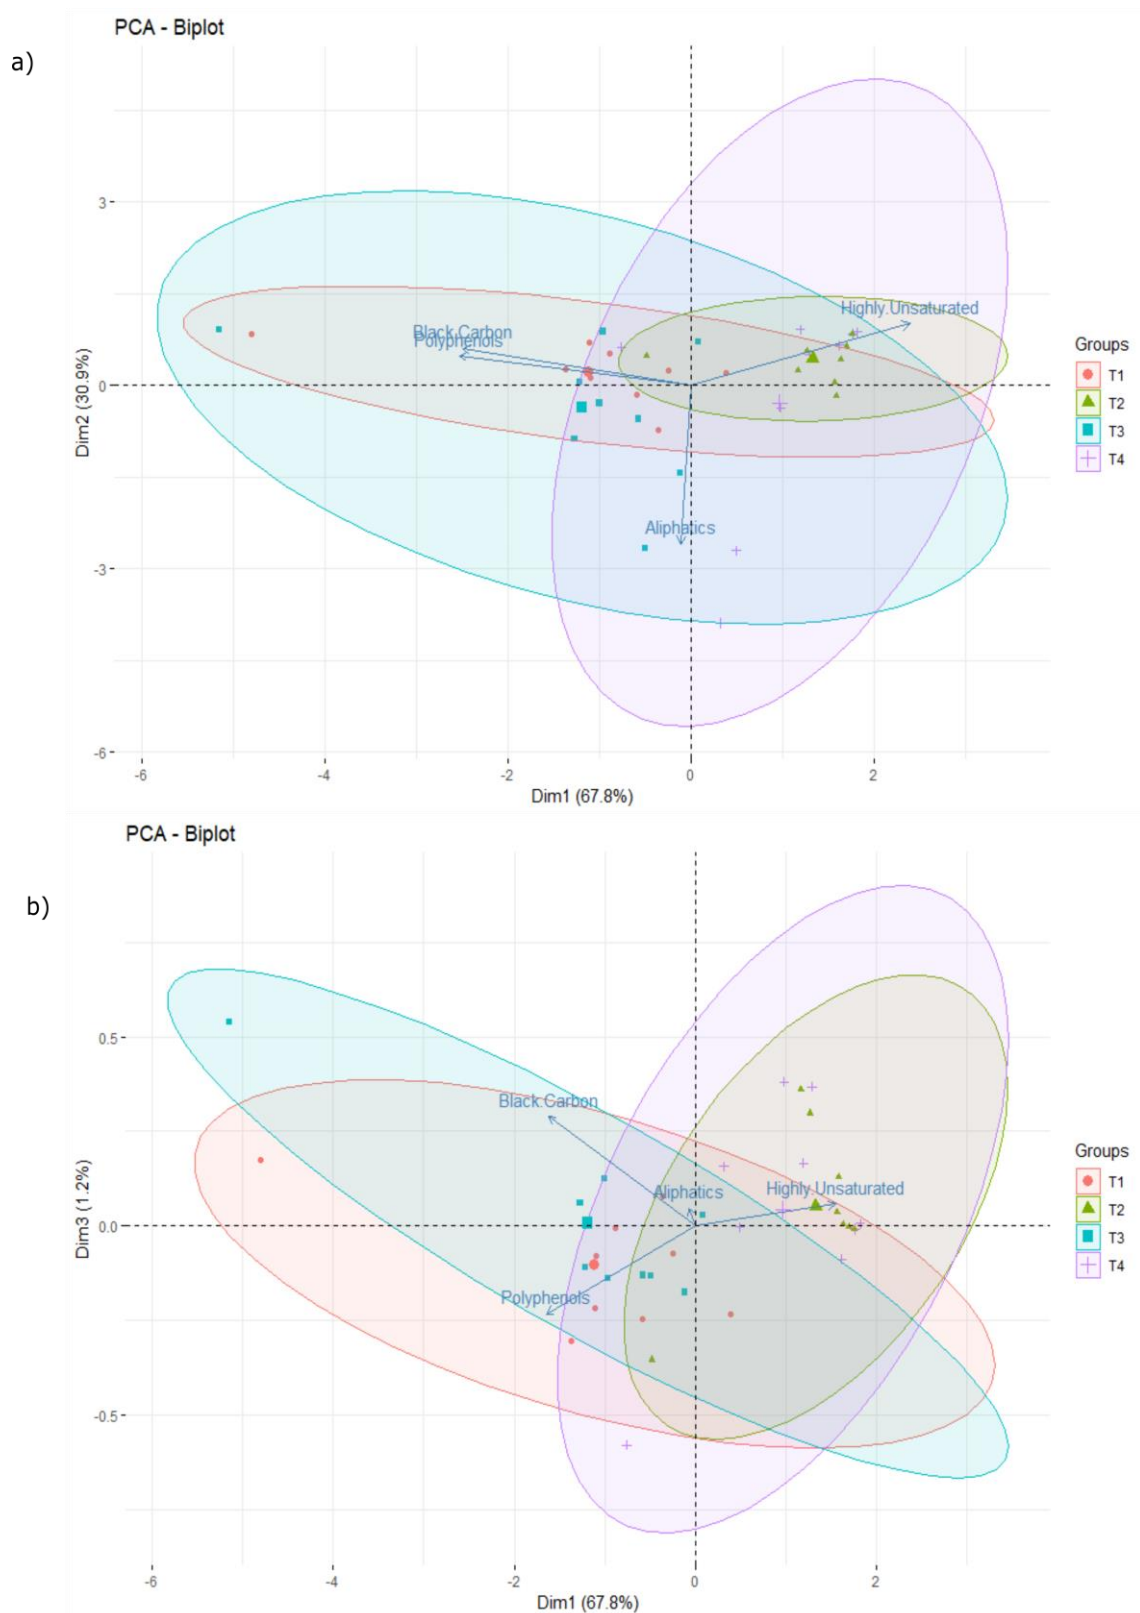 PCA - Biplot
a)
Highly.Unsaturated
Black.Carbon
Polyphenols
Aliphatics
3
0
-3
-6
Dim2 (30.9%)
-6 -4 -2 0 2
Dim1 (67.8%)
Groups
T1
T2
T3
T4
PCA - Biplot
b)
Black.Carbon
Aliphatics
Highly.Unsaturated
Polyphenols
0.5
0.0
-0.5
Dim3 (1.2%)
-6 -4 -2 0 2
Dim1 (67.8%)
Groups
T1
T2
T3
T4